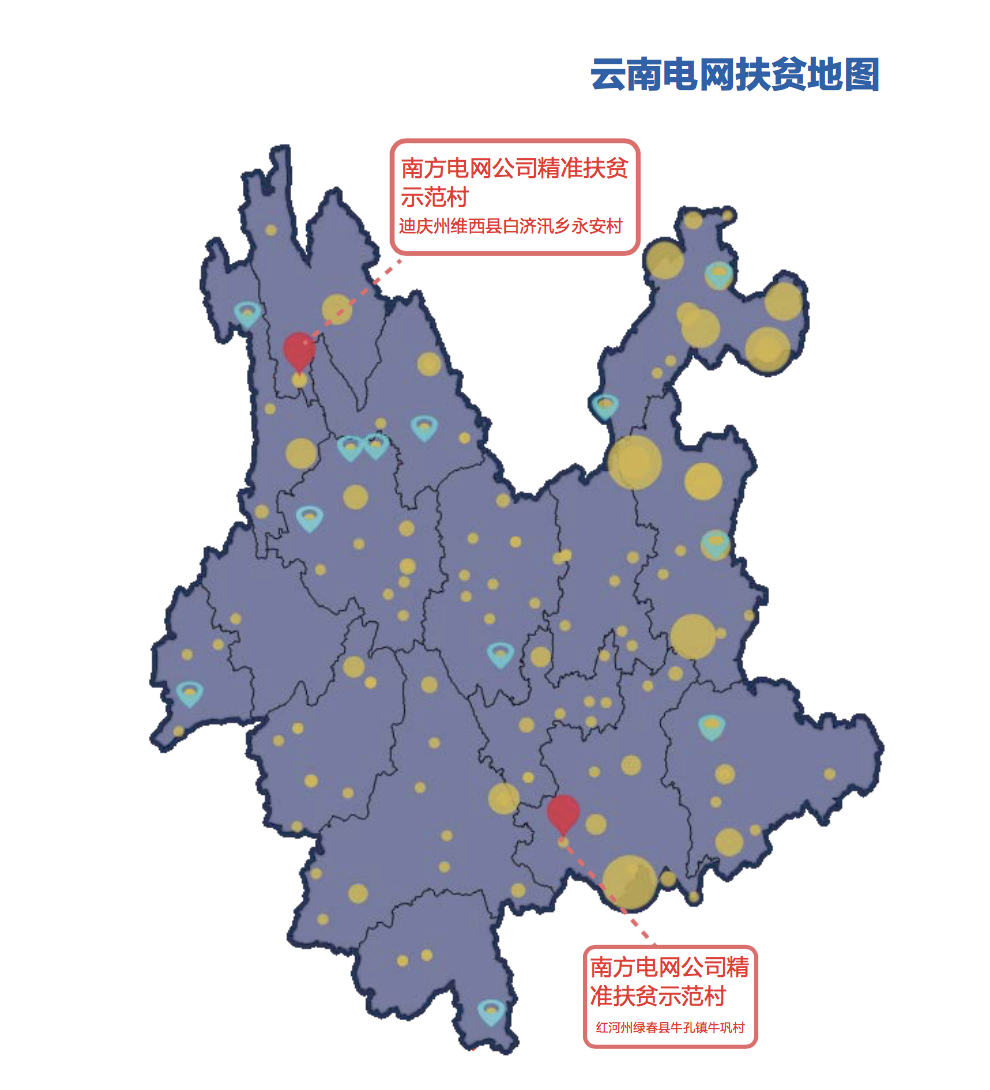 云南电网扶贫地图
南方电网公司精准扶贫
示范村
迪庆州维西县白济汛乡永安村
南方电网公司精
准扶贫示范村
红河州绿春县牛孔镇牛巩村